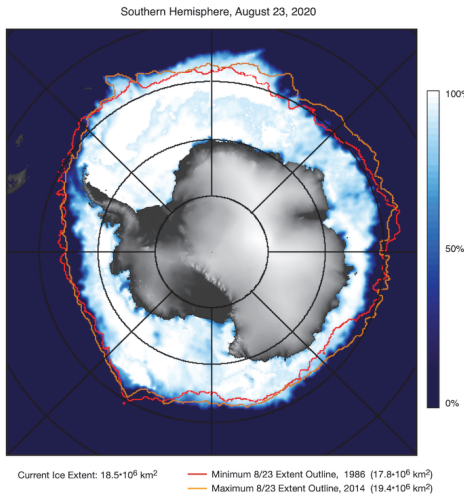 Southern Hemisphere, August 23, 2020
100%
50%
0%
Current Ice Extent: 18.5•10⁶ km²
Minimum 8/23 Extent Outline, 1986 (17.8•10⁶ km²)
Maximum 8/23 Extent Outline, 2014 (19.4•10⁶ km²)